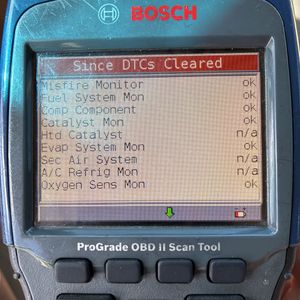 BOSCH
Since DTCs Cleared
Misfire Monitor ok
Fuel System Mon ok
Comp Component ok
Catalyst Mon ok
Htd Catalyst n/a
Evap System Mon ok
Sec Air System n/a
A/C Refrig Mon n/a
Oxygen Sens Mon ok
ProGrade OBD II Scan Tool